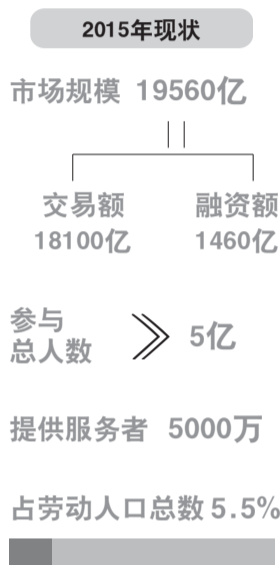 2015年现状
市场规模 19560亿
交易额 融资额
18100亿 1460亿
参与
总人数 5亿
提供服务者 5000万
占劳动人口总数 5.5%